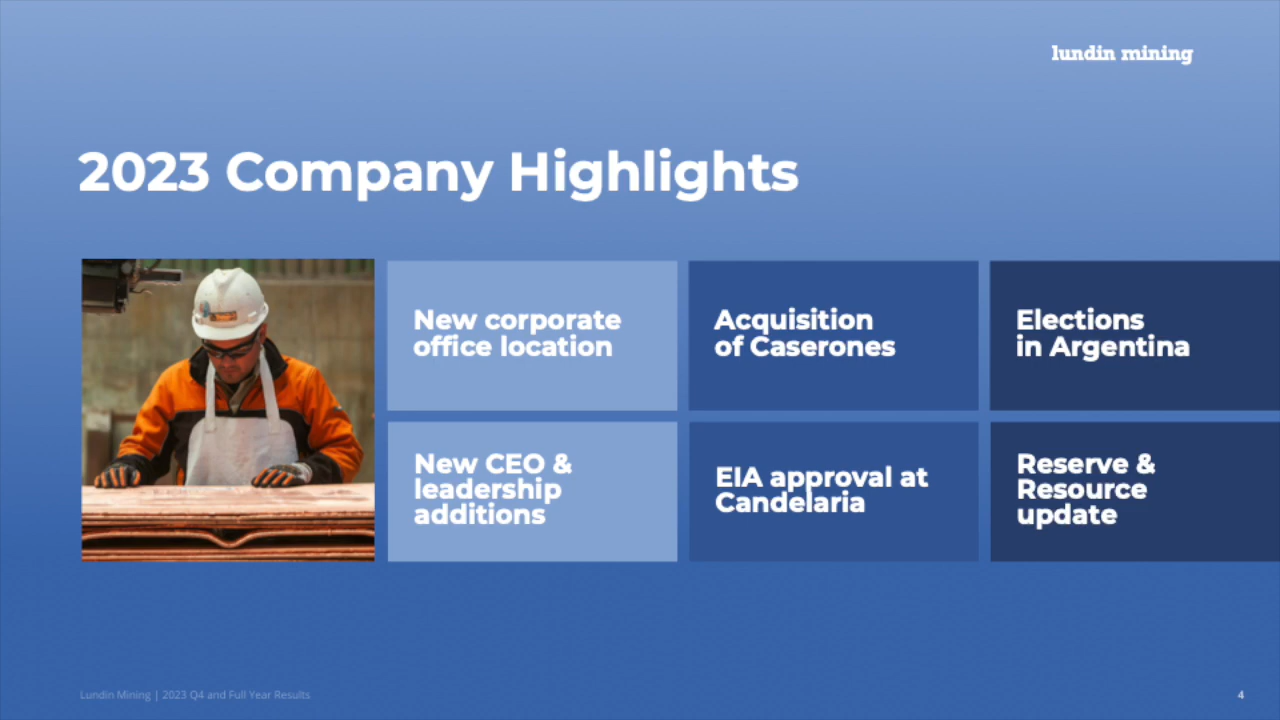 lundin mining
2023 Company Highlights
New corporate
office location
Acquisition
of Caserones
Elections
in Argentina
New CEO &
leadership
additions
EIA approval at
Candelaria
Reserve &
Resource
update
Lundin Mining | 2023 Q4 and Full Year Results
4